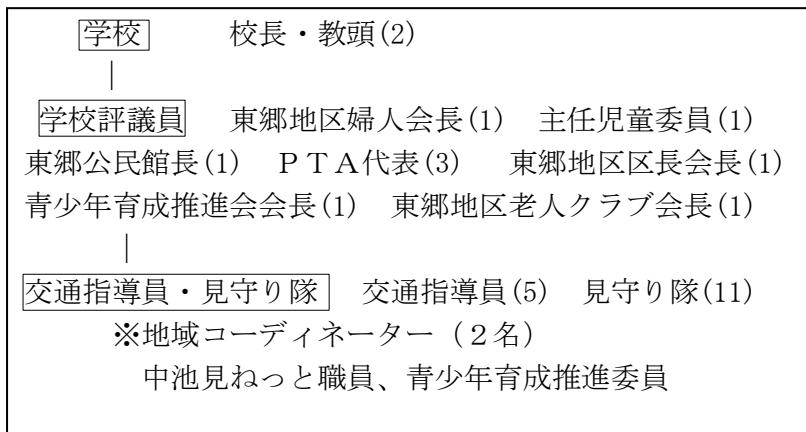 学校　　校長・教頭(2)
｜
学校評議員　東郷地区婦人会長(1)　主任児童委員(1)
東郷公民館長(1)　ＰＴＡ代表(3)　東郷地区区長会長(1)
青少年育成推進会会長(1)　東郷地区老人クラブ会長(1)
｜
交通指導員・見守り隊　交通指導員(5)　見守り隊(11)
※地域コーディネーター（２名）
中池見ねっと職員、青少年育成推進委員